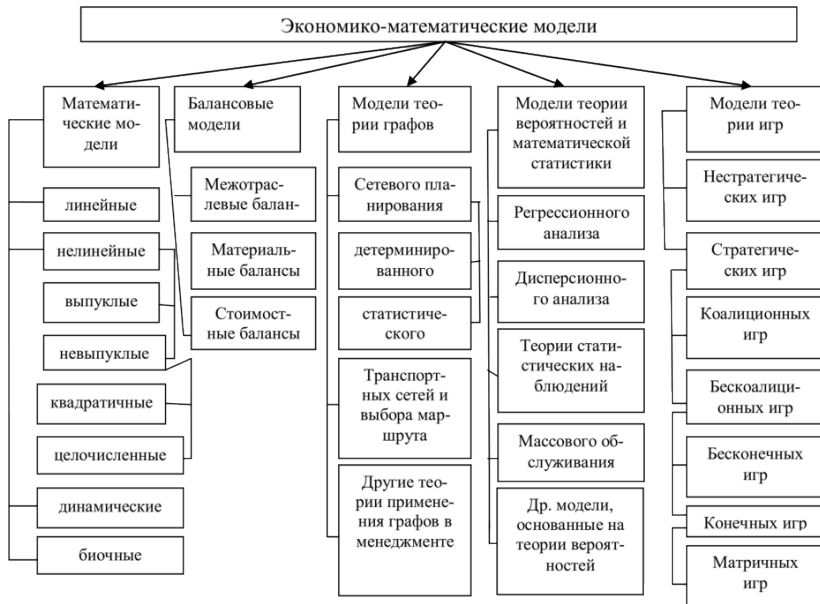 Экономико-математические модели
Математи-
ческие мо-
дели
линейные
нелинейные
выпуклые
невыпуклые
квадратичные
целочисленные
динамические
биочные
Балансовые
модели
Межотрас-
левые балан-
Материаль-
ные балансы
Стоимост-
ные балансы
Модели теории графов
Сетевого пла-
нирования
детерминиро-
ванного
статистического
Транспорт-
ных сетей и
выбора мар-
шрута
Другие тео-
рии примене-
ния графов в
менеджменте
Модели теории
вероятностей и
математической
статистики
Регрессионного
анализа
Дисперсионно-
го анализа
Теории стати-
стических на-
блюдений
Массового об-
служивания
Др. модели,
основанные на
теории вероят-
ностей
Модели тео-
рии игр
Нестратегиче-
ских игр
Стратегиче-
ских игр
Коалиционных
игр
Бескоалици-
онных игр
Бесконечных
игр
Конечных игр
Матричных
игр